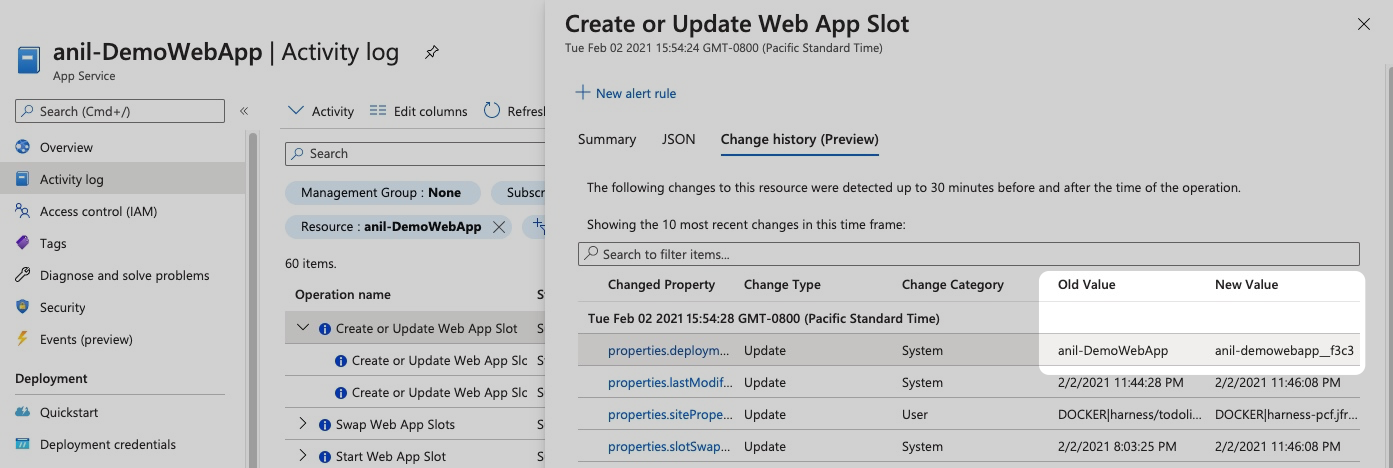 anil-DemoWebApp | Activity log
App Service
Search (Cmd+/)
«
Overview
Activity log
Access control (IAM)
Tags
Diagnose and solve problems
Security
Events (preview)
Deployment
Quickstart
Deployment credentials
Activity Edit columns Refresh
Search
Management Group : None Subscr
Resource : anil-DemoWebApp
60 items.
Operation name S
Create or Update Web App Slot S
Create or Update Web App Slc S
Create or Update Web App Slc S
Swap Web App Slots S
Start Web App Slot S
Create or Update Web App Slot
Tue Feb 02 2021 15:54:24 GMT-0800 (Pacific Standard Time)
New alert rule
Summary JSON Change history (Preview)
The following changes to this resource were detected up to 30 minutes before and after the time of the operation.
Showing the 10 most recent changes in this time frame:
Search to filter items...
Changed Property Change Type Change Category Old Value New Value
Tue Feb 02 2021 15:54:28 GMT-0800 (Pacific Standard Time)
properties.deploym... Update System anil-DemoWebApp anil-demowebapp__f3c3
properties.lastModif... Update System 2/2/2021 11:44:28 PM 2/2/2021 11:46:08 PM
properties.sitePrope... Update User DOCKER|harness/todoli... DOCKER|harness-pcf.jfr...
properties.slotSwap... Update System 2/2/2021 8:03:25 PM 2/2/2021 11:46:08 PM